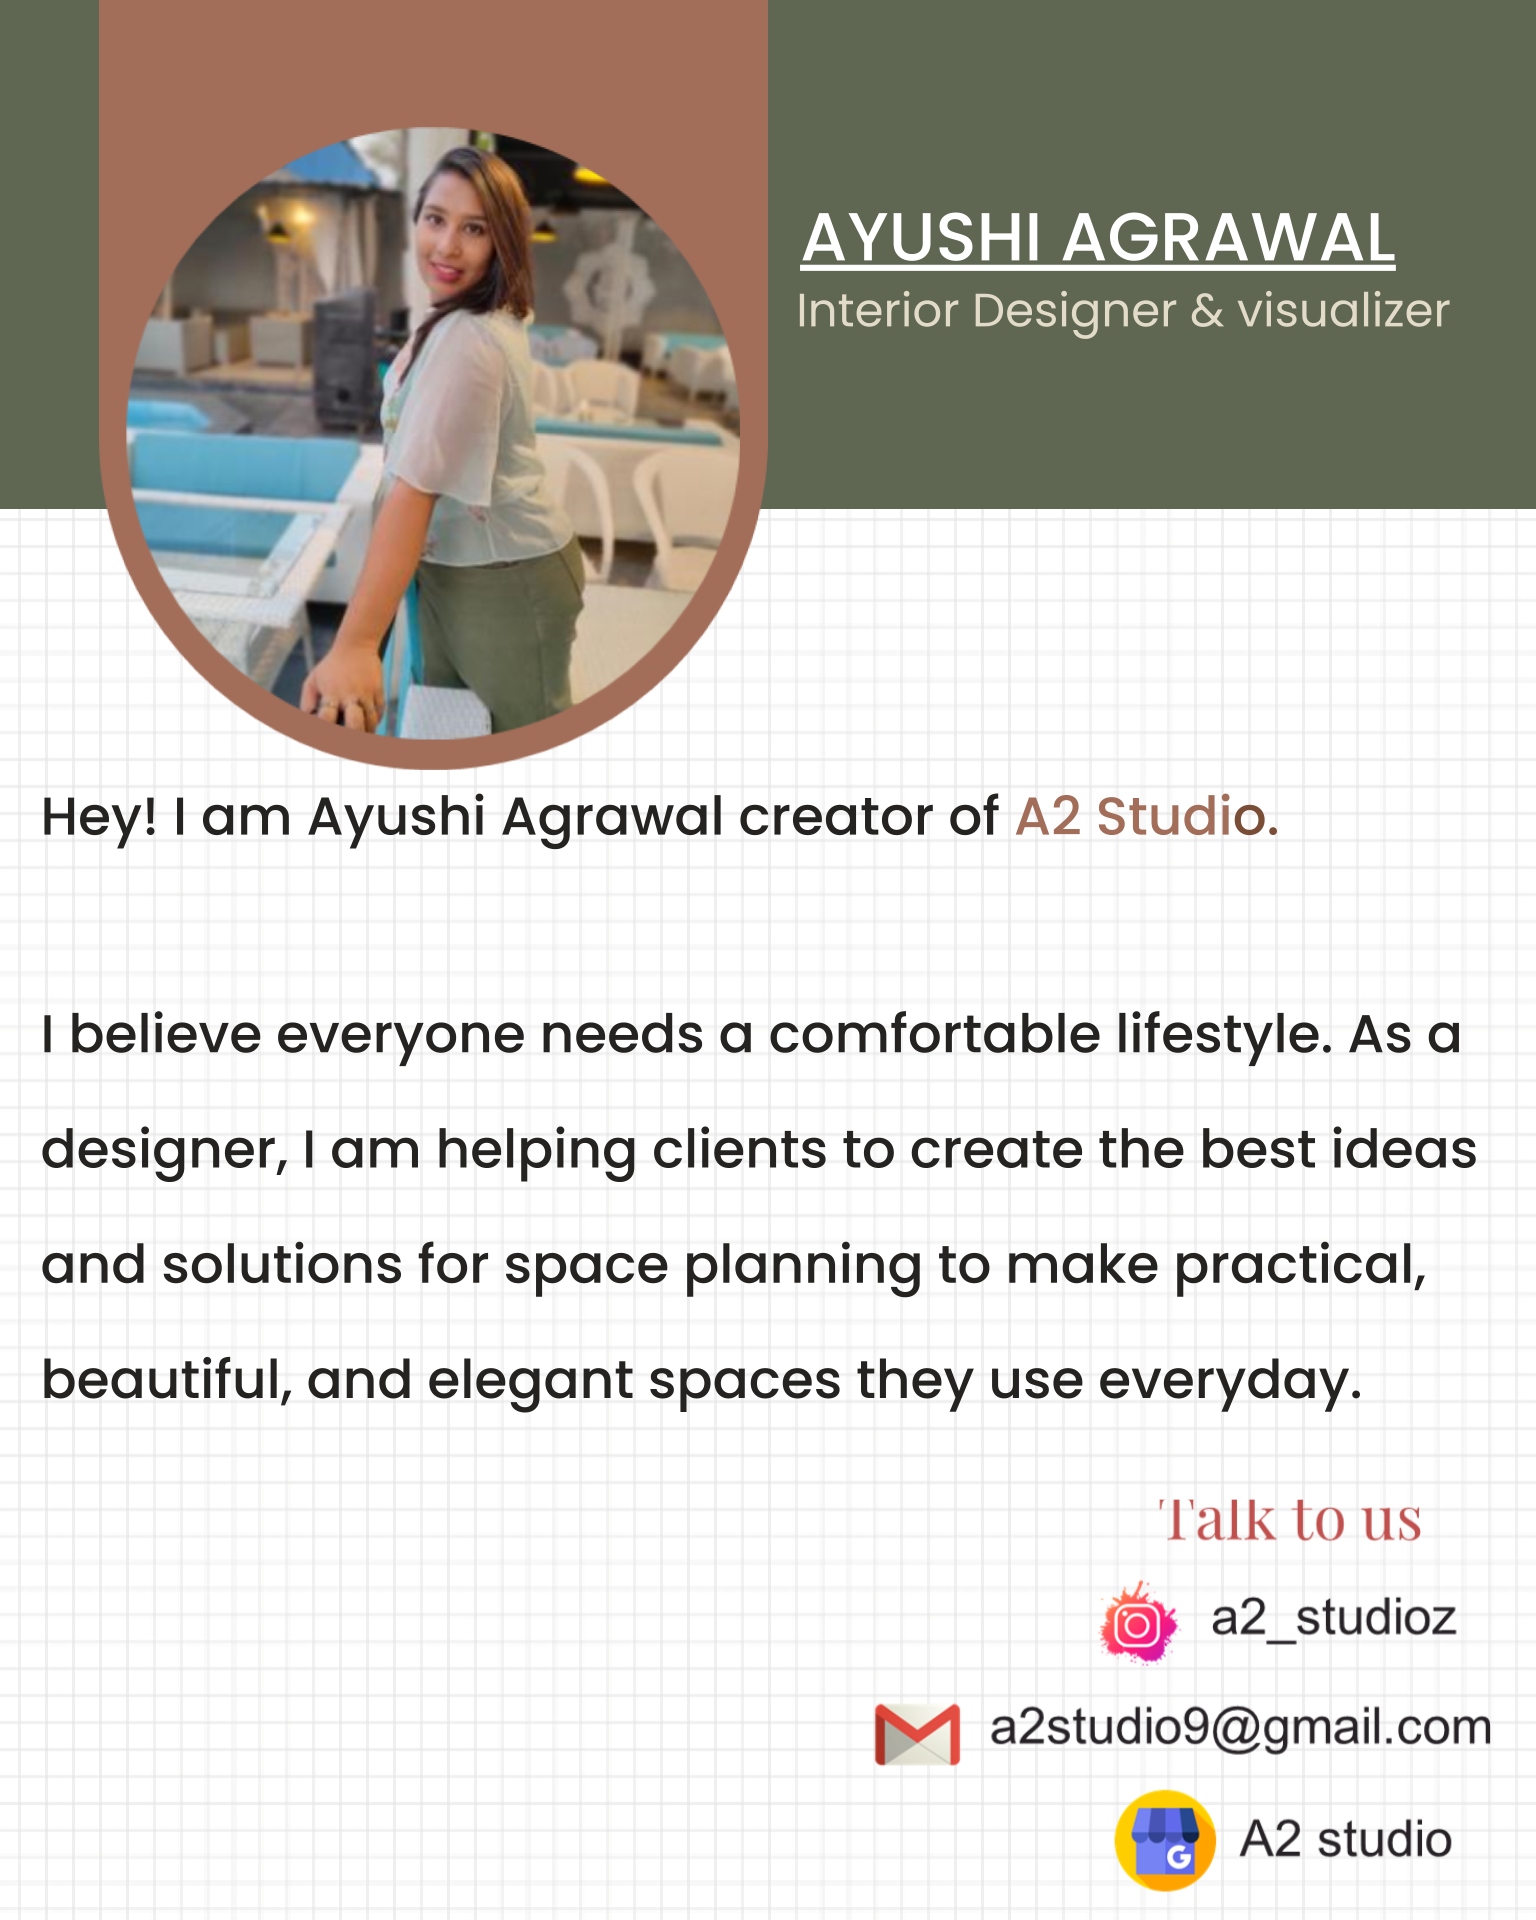 AYUSHI AGRAWAL
Interior Designer & visualizer
Hey! I am Ayushi Agrawal creator of A2 Studio.
I believe everyone needs a comfortable lifestyle. As a
designer, I am helping clients to create the best ideas
and solutions for space planning to make practical,
beautiful, and elegant spaces they use everyday.
Talk to us
a2_studioz
a2studio9@gmail.com
G
A2 studio